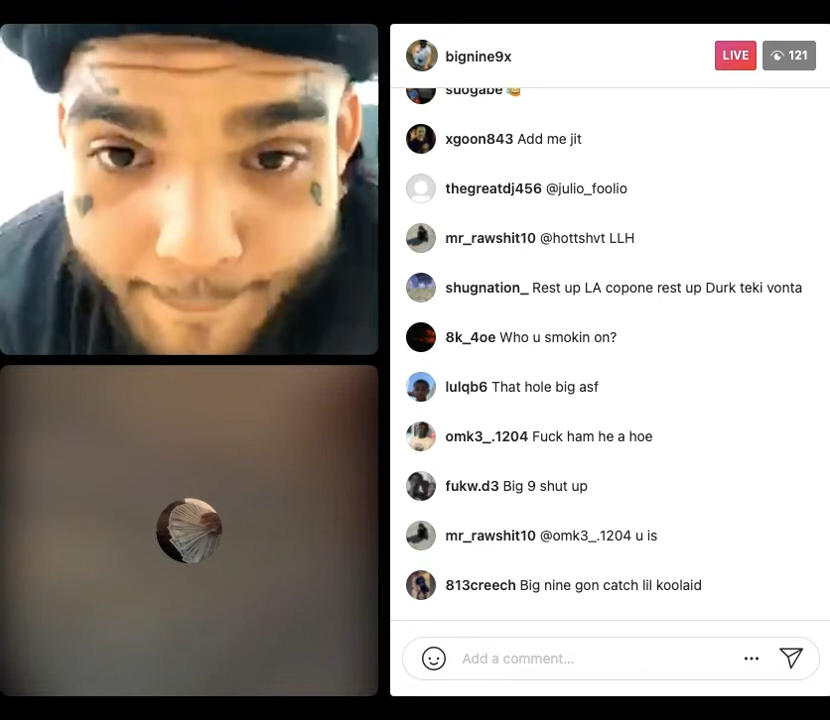 bignine9x
LIVE 121
suogabe 😅
xgoon843 Add me jit
thegreatdj456 @julio_foolio
mr_rawshit10 @hottshvt LLH
shugnation_ Rest up LA copone rest up Durk teki vonta
8k_4oe Who u smokin on?
lulqb6 That hole big asf
omk3_.1204 Fuck ham he a hoe
fukw.d3 Big 9 shut up
mr_rawshit10 @omk3_.1204 u is
813creech Big nine gon catch lil koolaid
Add a comment...